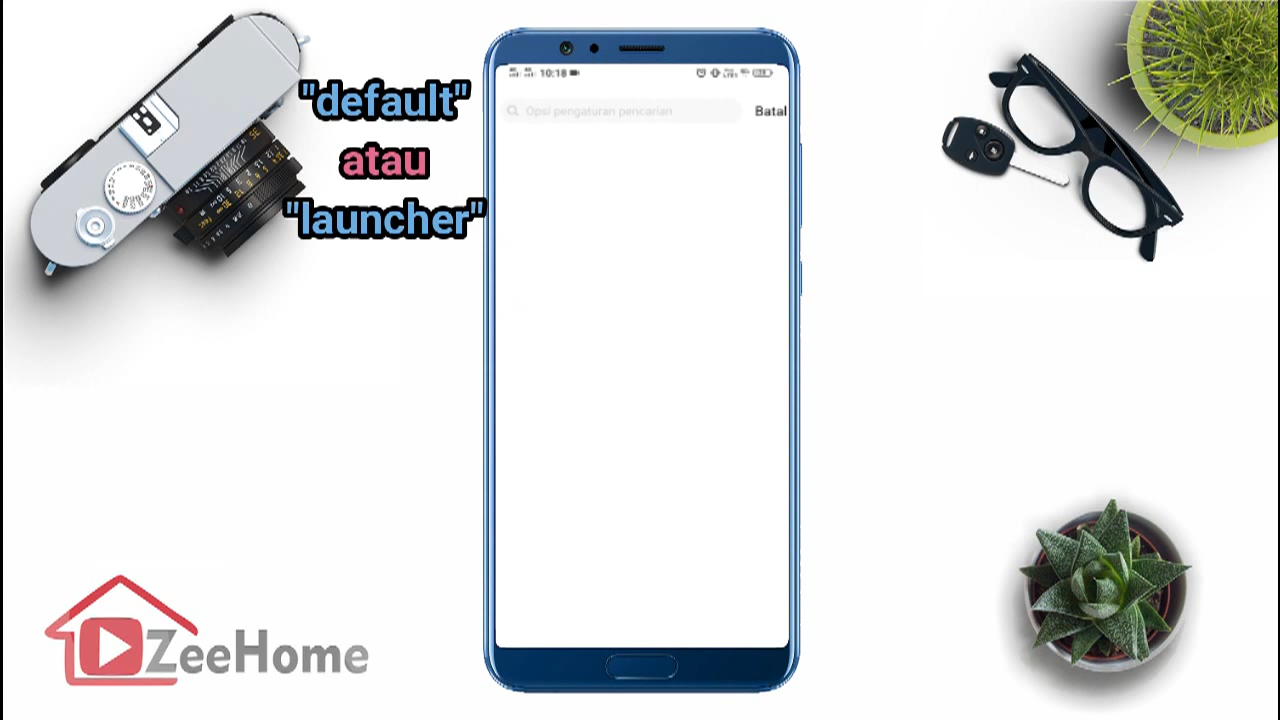 "default"
atau
"launcher"
10:18
Opsi pengaturan pencarian
Batal
ZeeHome